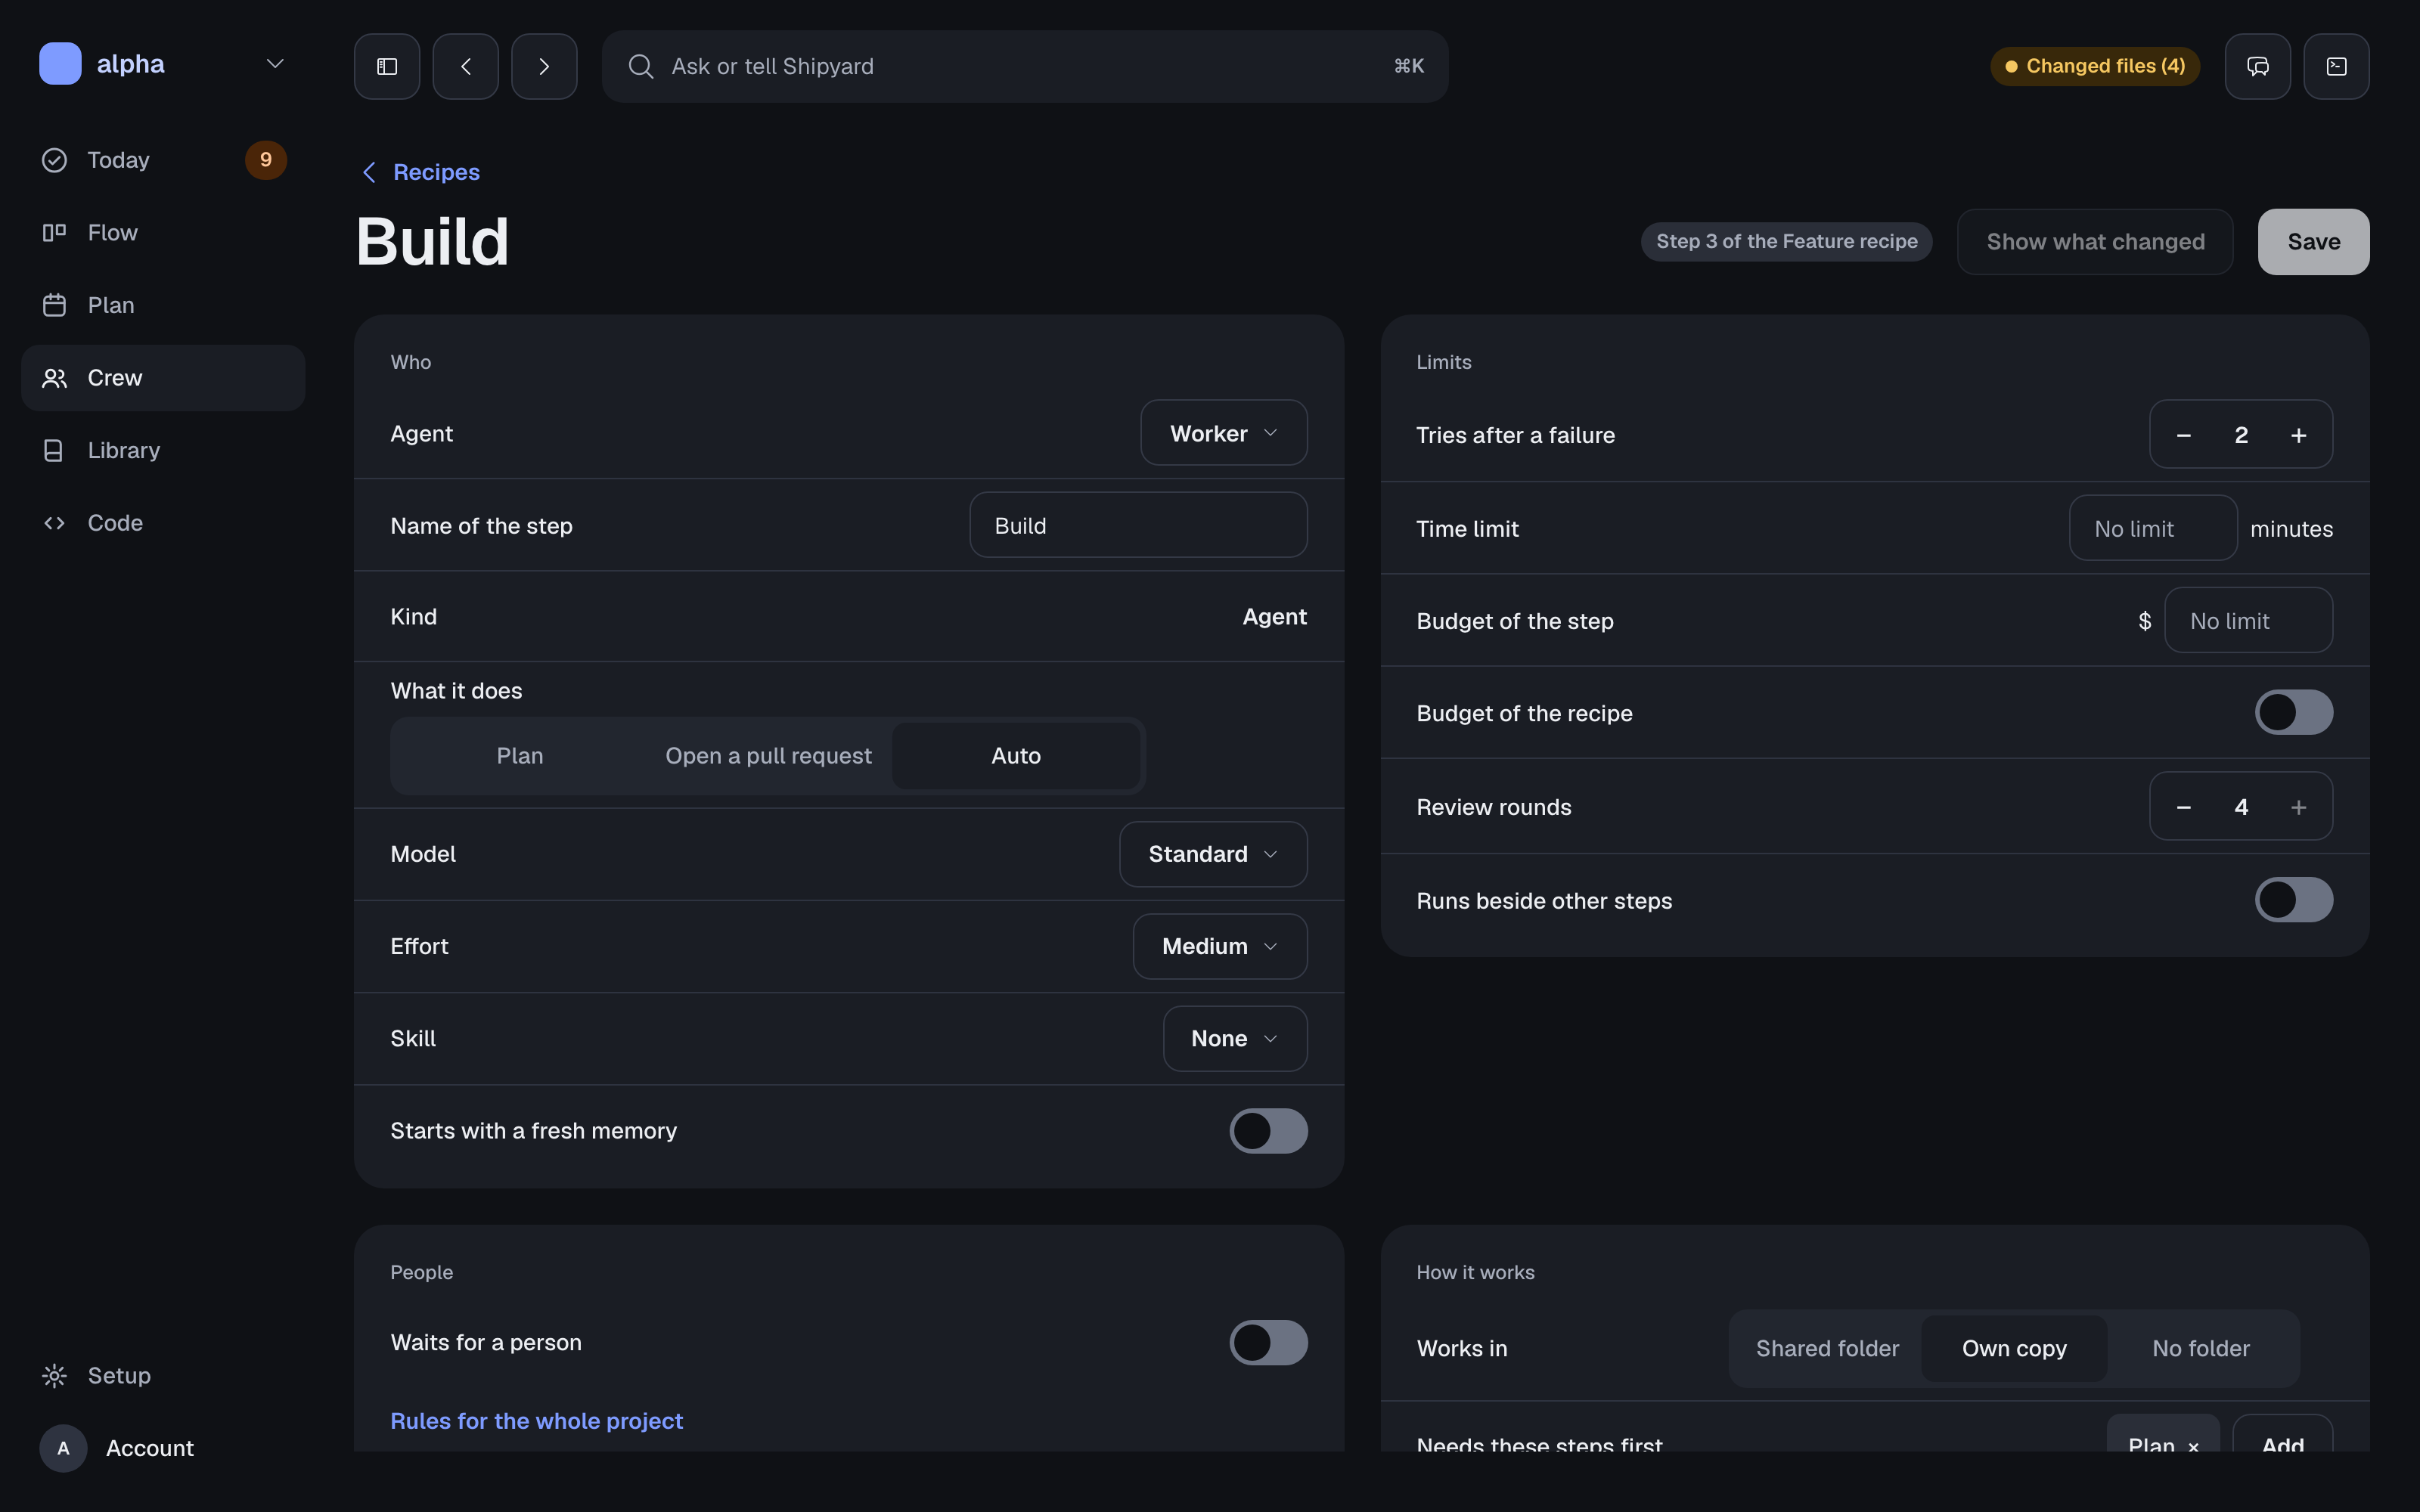 alpha
Ask or tell Shipyard
⌘K
Changed files (4)
Today
9
Flow
Plan
Crew
Library
Code
Setup
A
Account
Recipes
Build
Step 3 of the Feature recipe
Show what changed
Save
Who
Agent
Worker
Name of the step
Build
Kind
Agent
What it does
Plan
Open a pull request
Auto
Model
Standard
Effort
Medium
Skill
None
Starts with a fresh memory
Limits
Tries after a failure
− 2 +
Time limit
No limit
minutes
Budget of the step
$
No limit
Budget of the recipe
Review rounds
− 4 +
Runs beside other steps
People
Waits for a person
Rules for the whole project
How it works
Works in
Shared folder
Own copy
No folder
Needs these steps first
Plan ×
Add